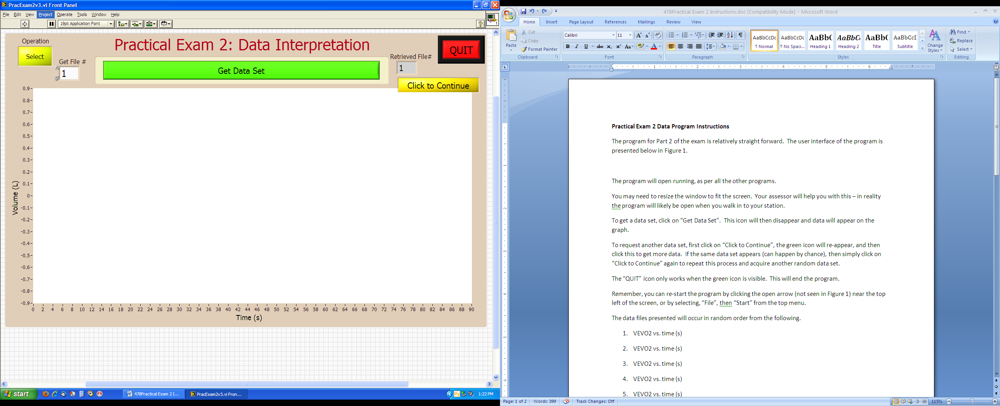 PracExam2v3.vi Front Panel
File Edit View Project Operate Tools Window Help
19pt Application Font
?
1
Operation
Select
Practical Exam 2: Data Interpretation
QUIT
Get File #
1
Get Data Set
Retrieved File#
1
Click to Continue
0.9
0.8
0.7
0.6
0.5
0.4
0.3
0.2
0.1
0
-0.1
-0.2
-0.3
-0.4
-0.5
-0.6
-0.7
-0.8
-0.9
Volume (L)
0 2 4 6 8 10 12 14 16 18 20 22 24 26 28 30 32 34 36 38 40 42 44 46 48 50 52 54 56 58 60 62 64 66 68 70 72 74 76 78 80 82 84 86 88 90
Time (s)
start
478Practical Exam 2 I...
PracExam2v3.vi Fron...
1:22 PM
478Practical Exam 2 Instructions.doc [Compatibility Mode] - Microsoft Word
Home Insert Page Layout References Mailings Review View
Paste
Cut
Copy
Format Painter
Clipboard
Calibri 11
B I U abc x₂ x² Aa ab A
Font
Paragraph
AaBbCcDc AaBbCcDc AaBbC AaBbC AaBbC AaBbCcI
¶ Normal ¶ No Spaci... Heading 1 Heading 2 Title Subtitle
Change Styles
Styles
Find
Replace
Select
Editing
1 1 2 3 4 5 6 7
1
2
3
4
5
6
Practical Exam 2 Data Program Instructions
The program for Part 2 of the exam is relatively straight forward. The user interface of the program is
presented below in Figure 1.
The program will open running, as per all the other programs.
You may need to resize the window to fit the screen. Your assessor will help you with this – in reality
the program will likely be open when you walk in to your station.
To get a data set, click on “Get Data Set”. This icon will then disappear and data will appear on the
graph.
To request another data set, first click on “Click to Continue”, the green icon will re-appear, and then
click this to get more data. If the same data set appears (can happen by chance), then simply click on
“Click to Continue” again to repeat this process and acquire another random data set.
The “QUIT” icon only works when the green icon is visible. This will end the program.
Remember, you can re-start the program by clicking the open arrow (not seen in Figure 1) near the top
left of the screen, or by selecting, “File”, then “Start” from the top menu.
The data files presented will occur in random order from the following.
1. VEVO2 vs. time (s)
2. VEVO2 vs. time (s)
3. VEVO2 vs. time (s)
4. VEVO2 vs. time (s)
5. VEVO2 vs. time (s)
Page: 1 of 2 Words: 399 Track Changes: Off 115%